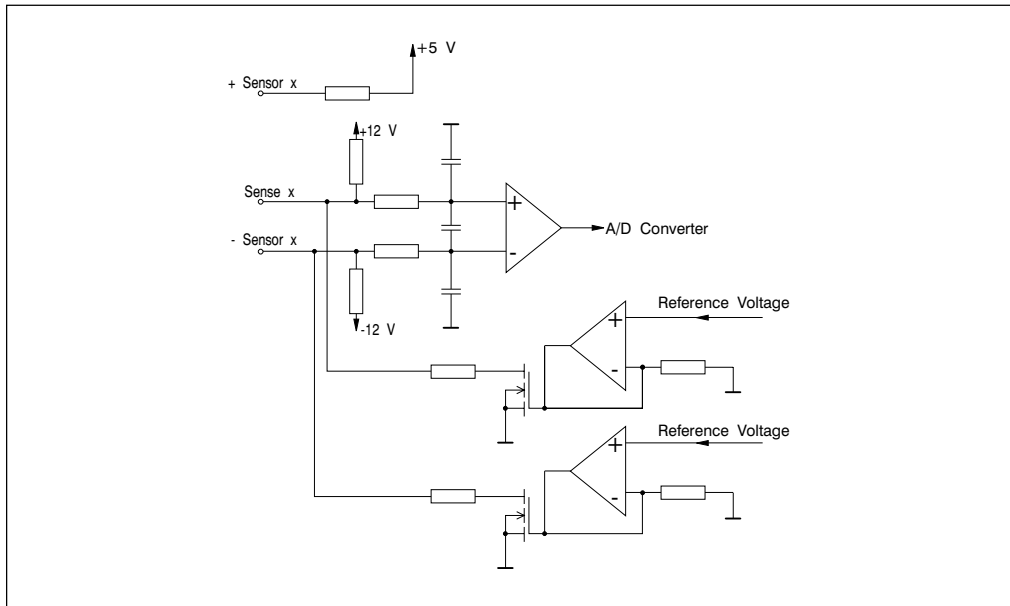 +5 V
+ Sensor x
+12 V
Sense x
+
A/D Converter
- Sensor x
-
-12 V
Reference Voltage
+
-
Reference Voltage
+
-